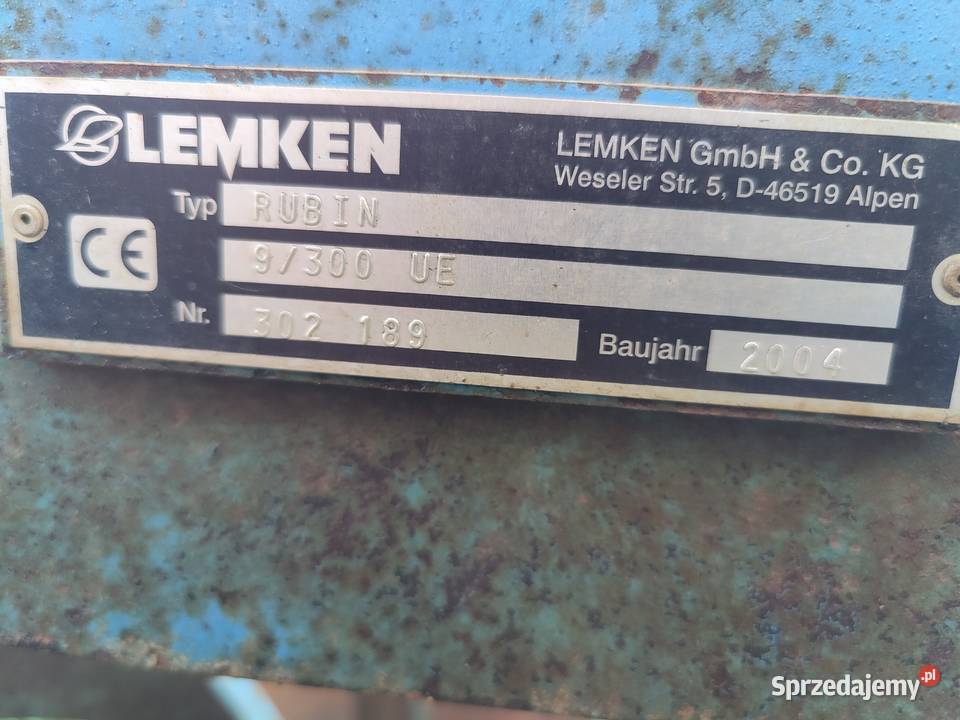 LEMKEN
LEMKEN GmbH & Co. KG
Weseler Str. 5, D-46519 Alpen
Typ RUBIN
9/300 UE
CE
Nr. 302 189
Baujahr 2004
Sprzedajemy.pl